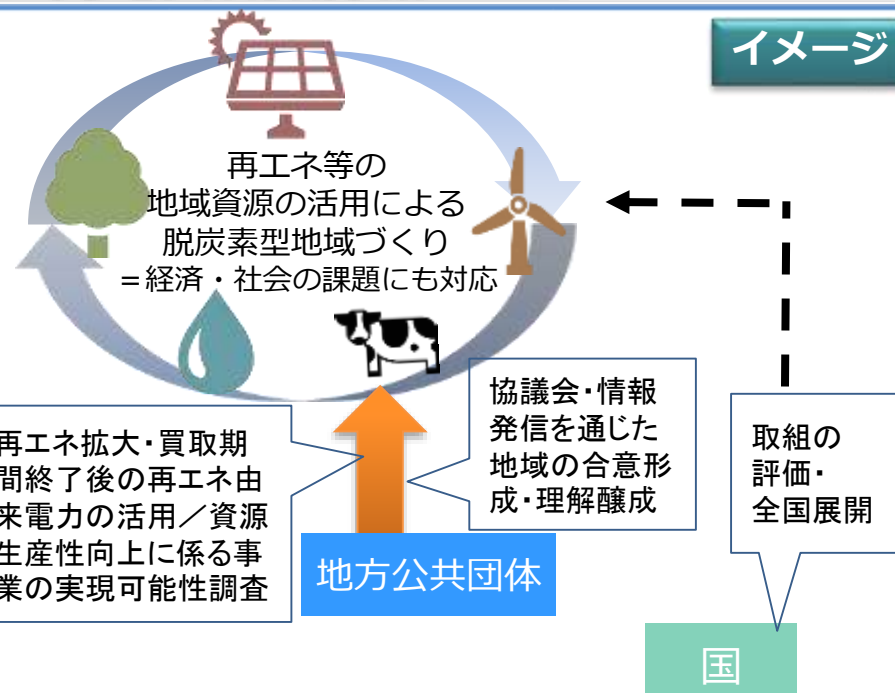 イメージ
再エネ等の
地域資源の活用による
脱炭素型地域づくり
＝経済・社会の課題にも対応
再エネ拡大・買取期
間終了後の再エネ由
来電力の活用／資源
生産性向上に係る事
業の実現可能性調査
協議会・情報
発信を通じた
地域の合意形
成・理解醸成
取組の
評価・
全国展開
地方公共団体
国